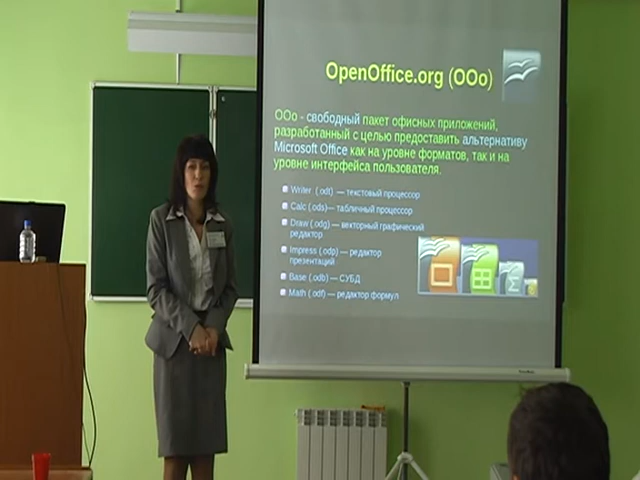 OpenOffice.org (OOo)
OOo - свободный пакет офисных приложений,
разработанный с целью предоставить альтернативу
Microsoft Office как на уровне форматов, так и на
уровне интерфейса пользователя.
Writer (.odt) — текстовый процессор
Calc (.ods)— табличный процессор
Draw (.odg) — векторный графический
редактор
Impress (.odp) — редактор
презентаций
Base (.odb) — СУБД
Math (.odf) — редактор формул